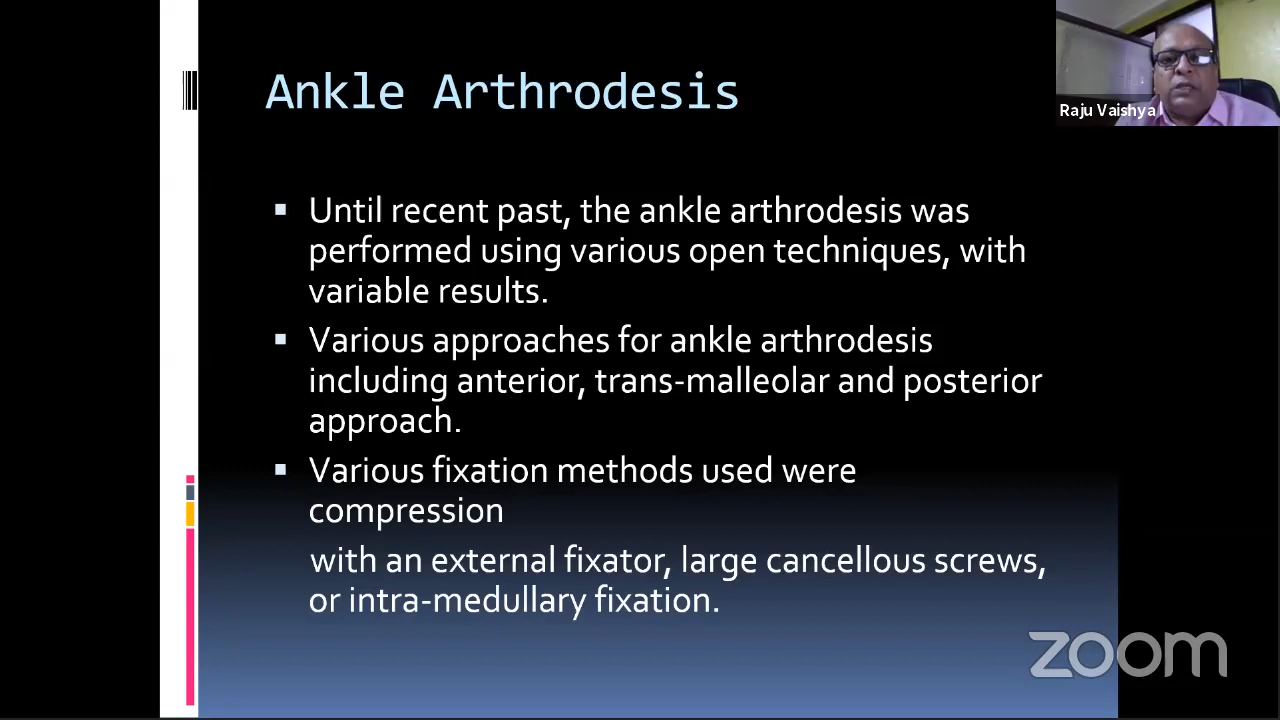 Ankle Arthrodesis
Raju Vaishya
▪ Until recent past, the ankle arthrodesis was
performed using various open techniques, with
variable results.
▪ Various approaches for ankle arthrodesis
including anterior, trans-malleolar and posterior
approach.
▪ Various fixation methods used were
compression
with an external fixator, large cancellous screws,
or intra-medullary fixation.
zoom